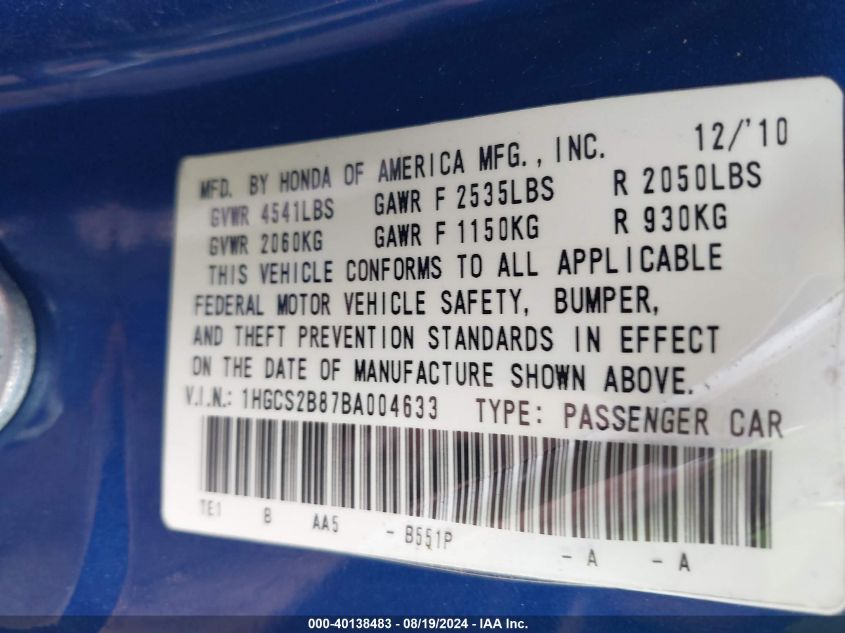 12/'10
MFD. BY HONDA OF AMERICA MFG., INC.
GVWR 4541LBS GAWR F 2535LBS R 2050LBS
GVWR 2060KG GAWR F 1150KG R 930KG
THIS VEHICLE CONFORMS TO ALL APPLICABLE
FEDERAL MOTOR VEHICLE SAFETY, BUMPER,
AND THEFT PREVENTION STANDARDS IN EFFECT
ON THE DATE OF MANUFACTURE SHOWN ABOVE.
V.I.N.: 1HGCS2B87BA004633 TYPE: PASSENGER CAR
TE1 B AA5 - B551P - A - A
000-40138483 - 08/19/2024 - IAA Inc.